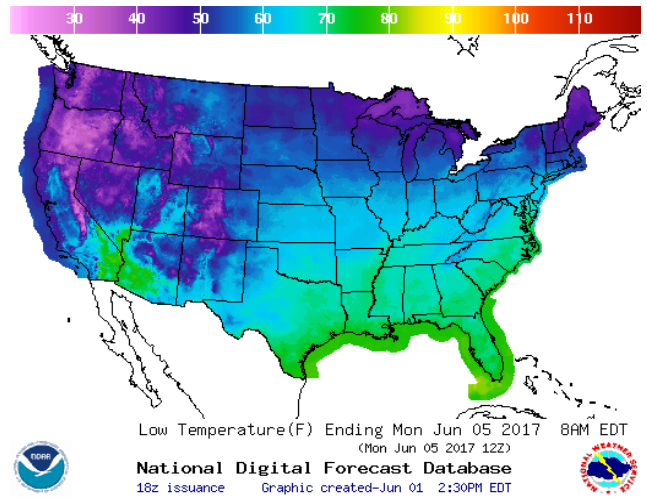 30 40 50 60 70 80 90 100 110
Low Temperature(F) Ending Mon Jun 05 2017 8AM EDT
(Mon Jun 05 2017 12Z)
National Digital Forecast Database
18z issuance Graphic created-Jun 01 2:30PM EDT
NOAA
NATIONAL WEATHER SERVICE